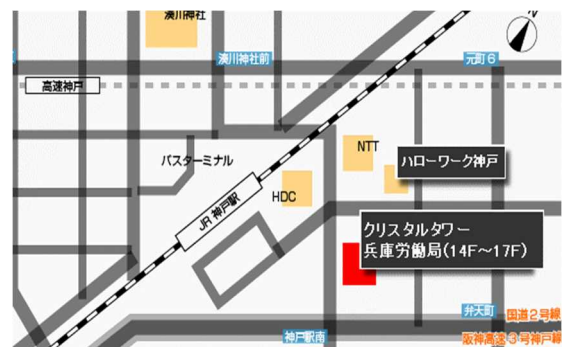 湊川神社
N
湊川神社前
元町6
高速神戸
NTT
バスターミナル
ハローワーク神戸
HDC
JR 神戸駅
クリスタルタワー
兵庫労働局(14F～17F)
弁天町
国道2号線
神戸駅南
阪神高速3号神戸線